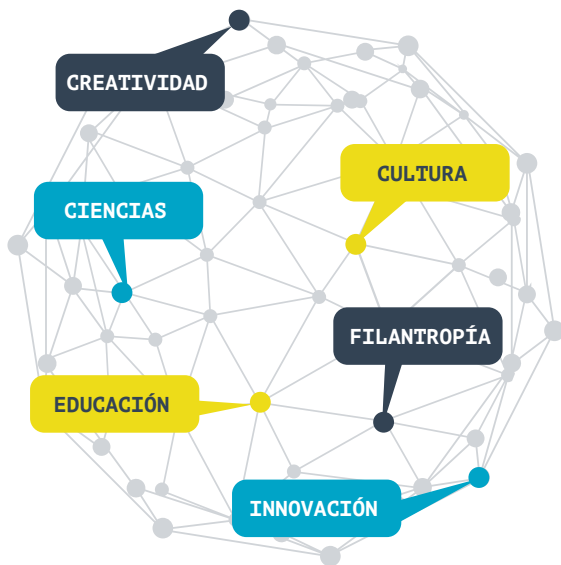 CREATIVIDAD
CULTURA
CIENCIAS
FILANTROPÍA
EDUCACIÓN
INNOVACIÓN